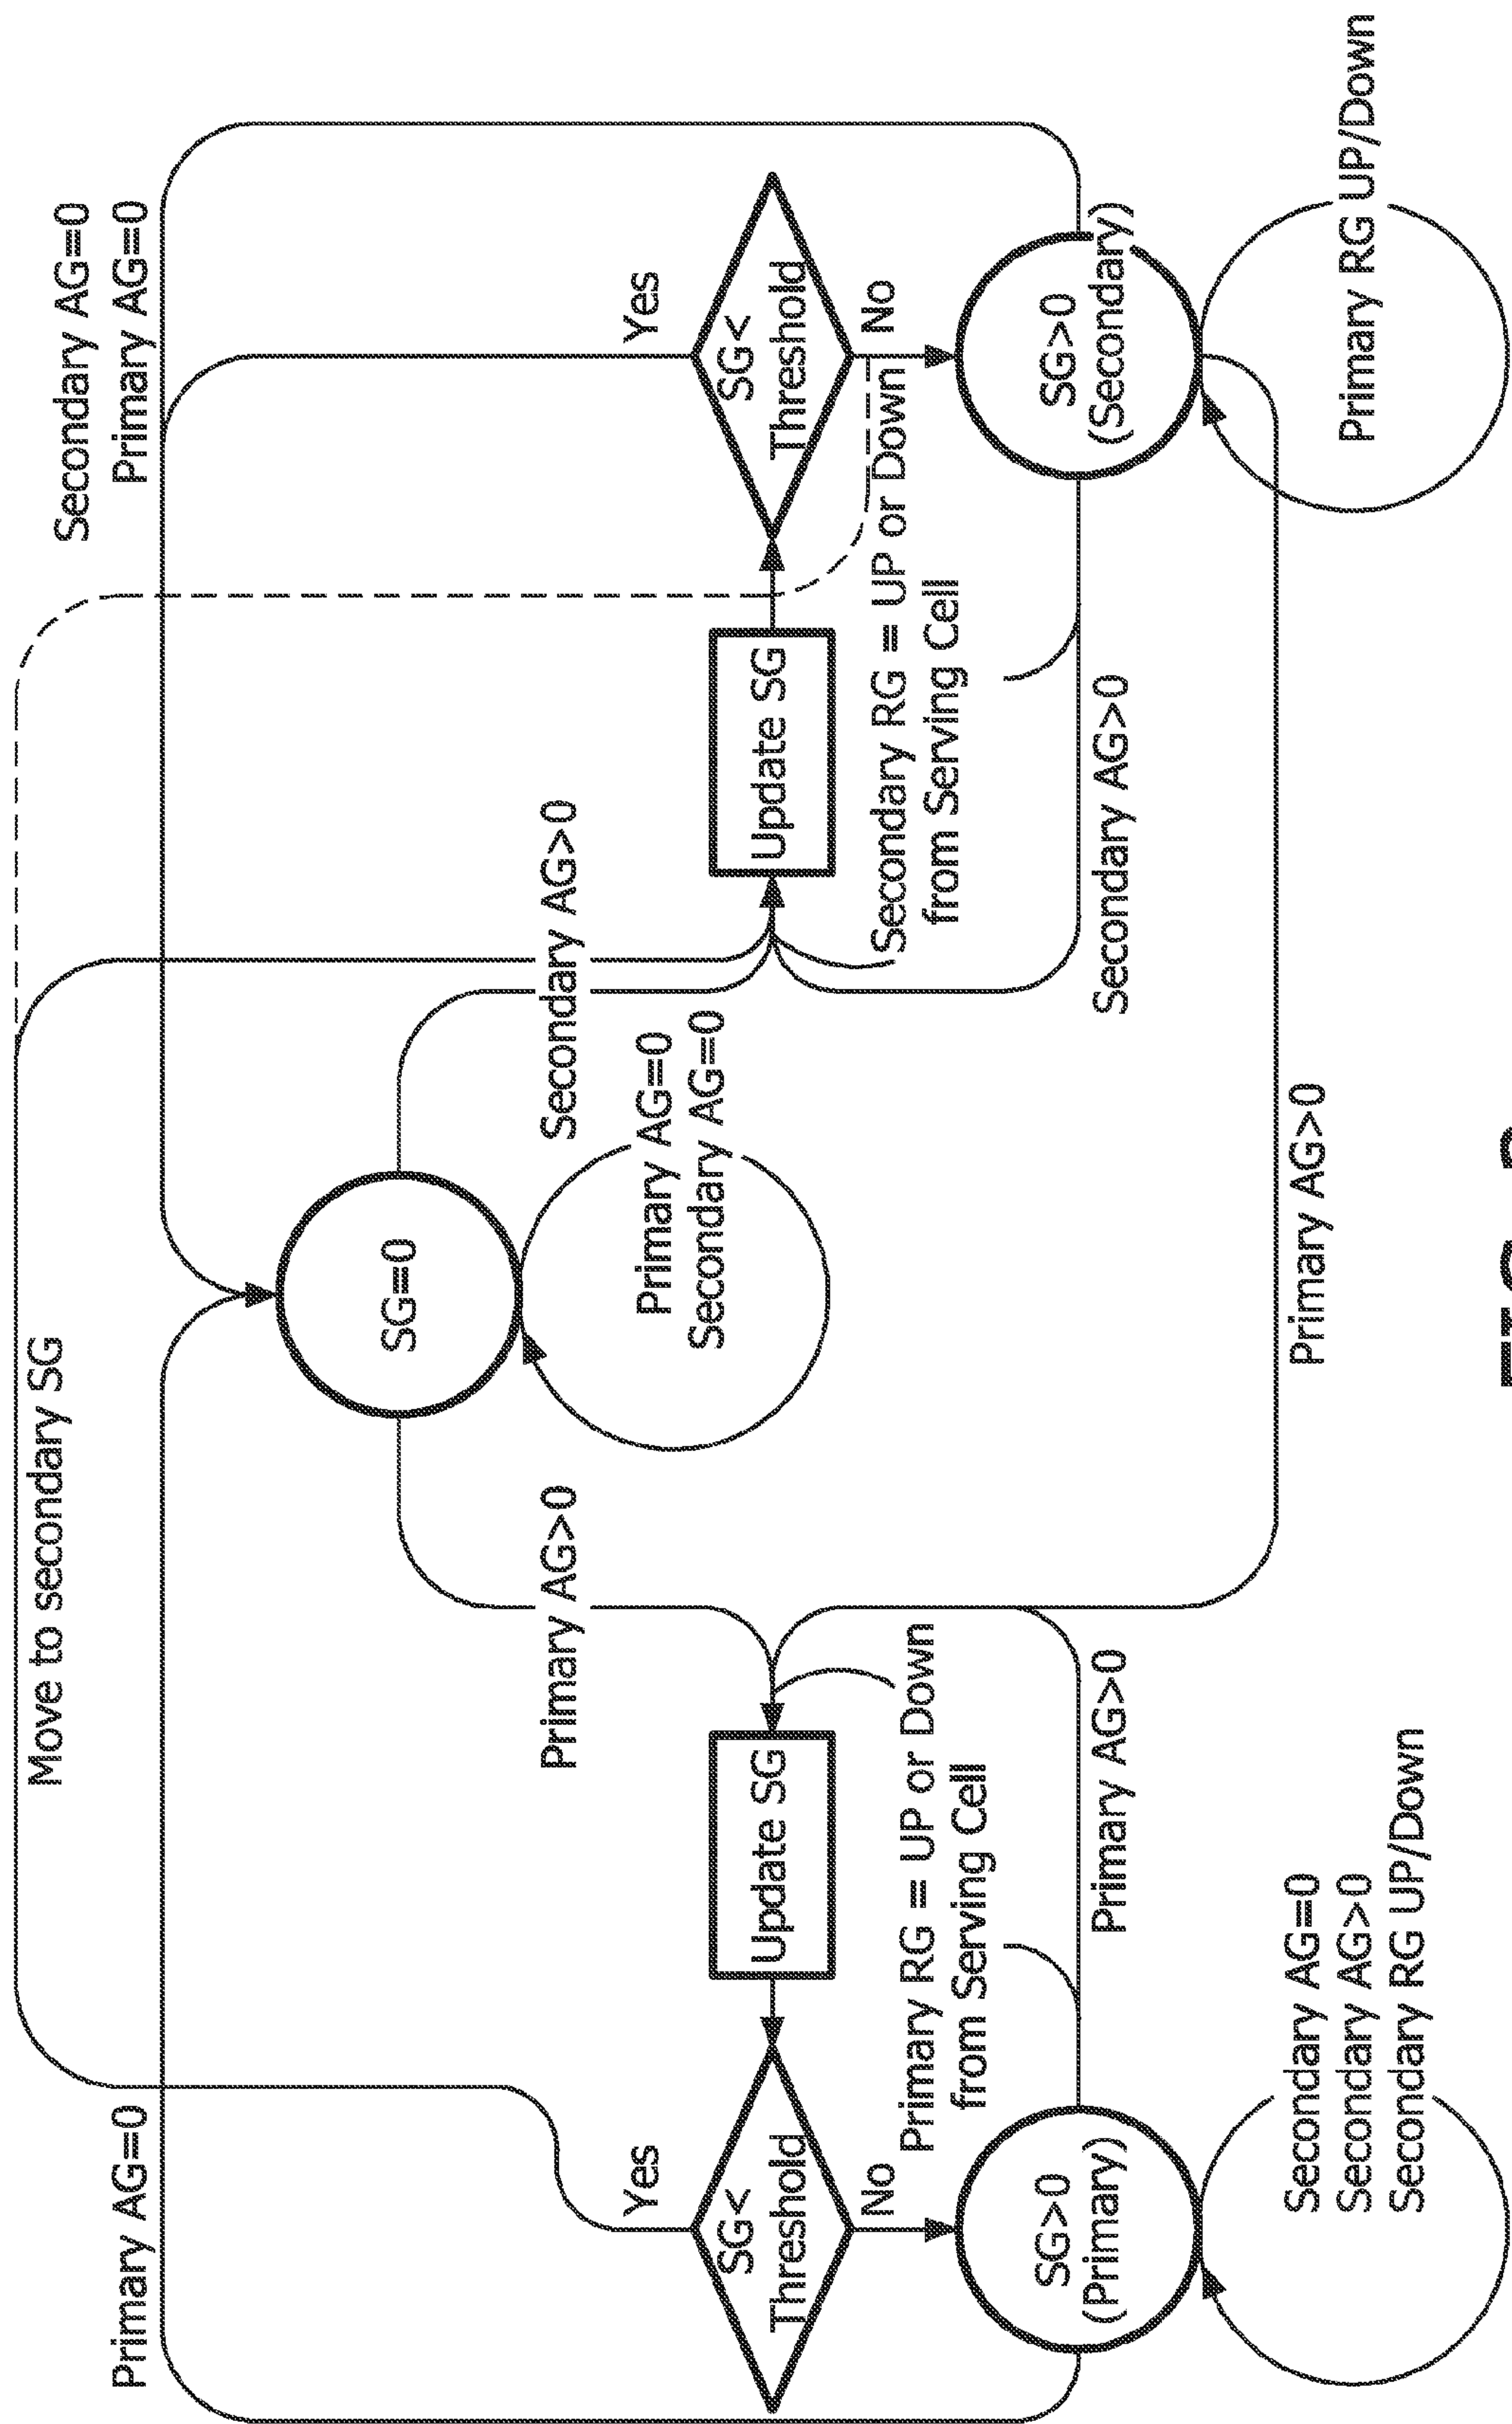 Secondary AG=0
Primary AG=0
Move to secondary SG
Primary AG=0
SG=0
Primary AG>0
Secondary AG>0
Primary AG=0
Secondary AG=0
Yes
SG<
Threshold
No
Update SG
Update SG
Yes
SG<
Threshold
No
Primary RG = UP or Down
from Serving Cell
Secondary RG = UP or Down
from Serving Cell
SG>0
(Primary)
Primary AG>0
Secondary AG>0
SG>0
(Secondary)
Secondary AG=0
Secondary AG>0
Secondary RG UP/Down
Primary AG>0
Primary RG UP/Down